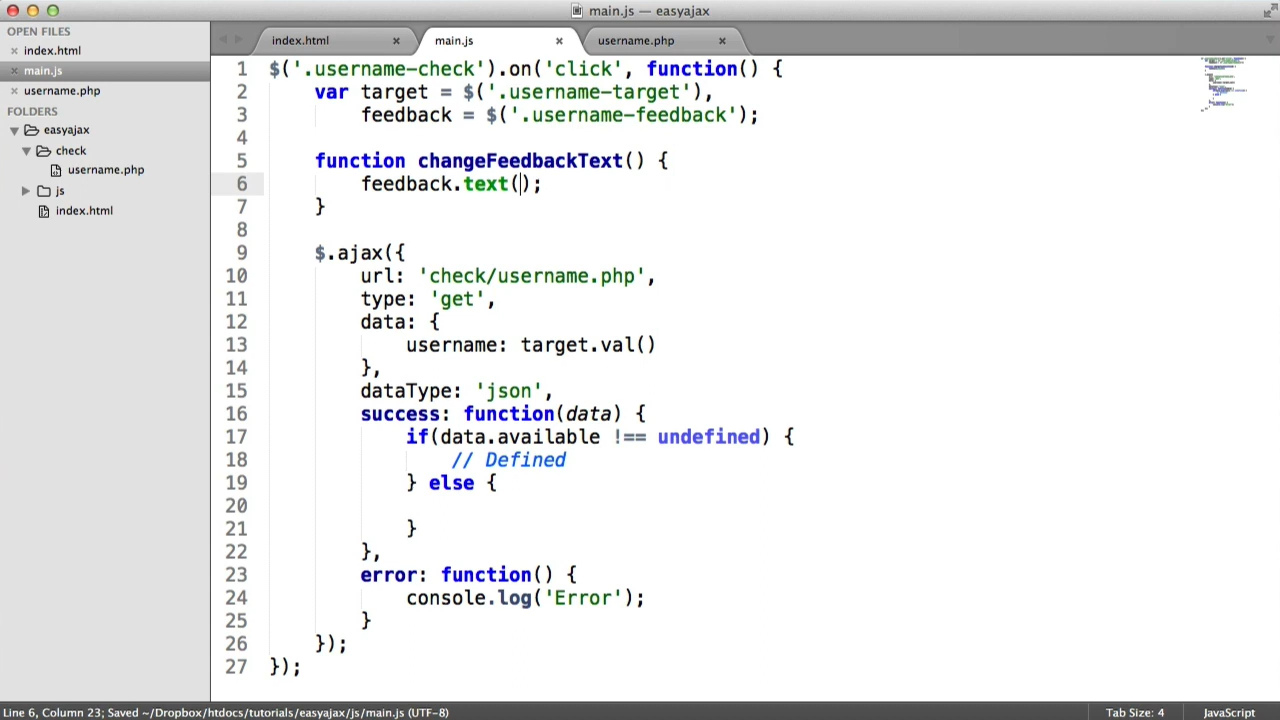 main.js — easyajax
OPEN FILES
index.html
main.js
username.php
FOLDERS
easyajax
check
username.php
js
index.html
index.html
main.js
username.php
1 $('.username-check').on('click', function() {
2 var target = $('.username-target'),
3 feedback = $('.username-feedback');
4
5 function changeFeedbackText() {
6 feedback.text();
7 }
8
9 $.ajax({
10 url: 'check/username.php',
11 type: 'get',
12 data: {
13 username: target.val()
14 },
15 dataType: 'json',
16 success: function(data) {
17 if(data.available !== undefined) {
18 // Defined
19 } else {
20
21 }
22 },
23 error: function() {
24 console.log('Error');
25 }
26 });
27 });
Line 6, Column 23; Saved ~/Dropbox/htdocs/tutorials/easyajax/js/main.js (UTF-8)
Tab Size: 4
JavaScript